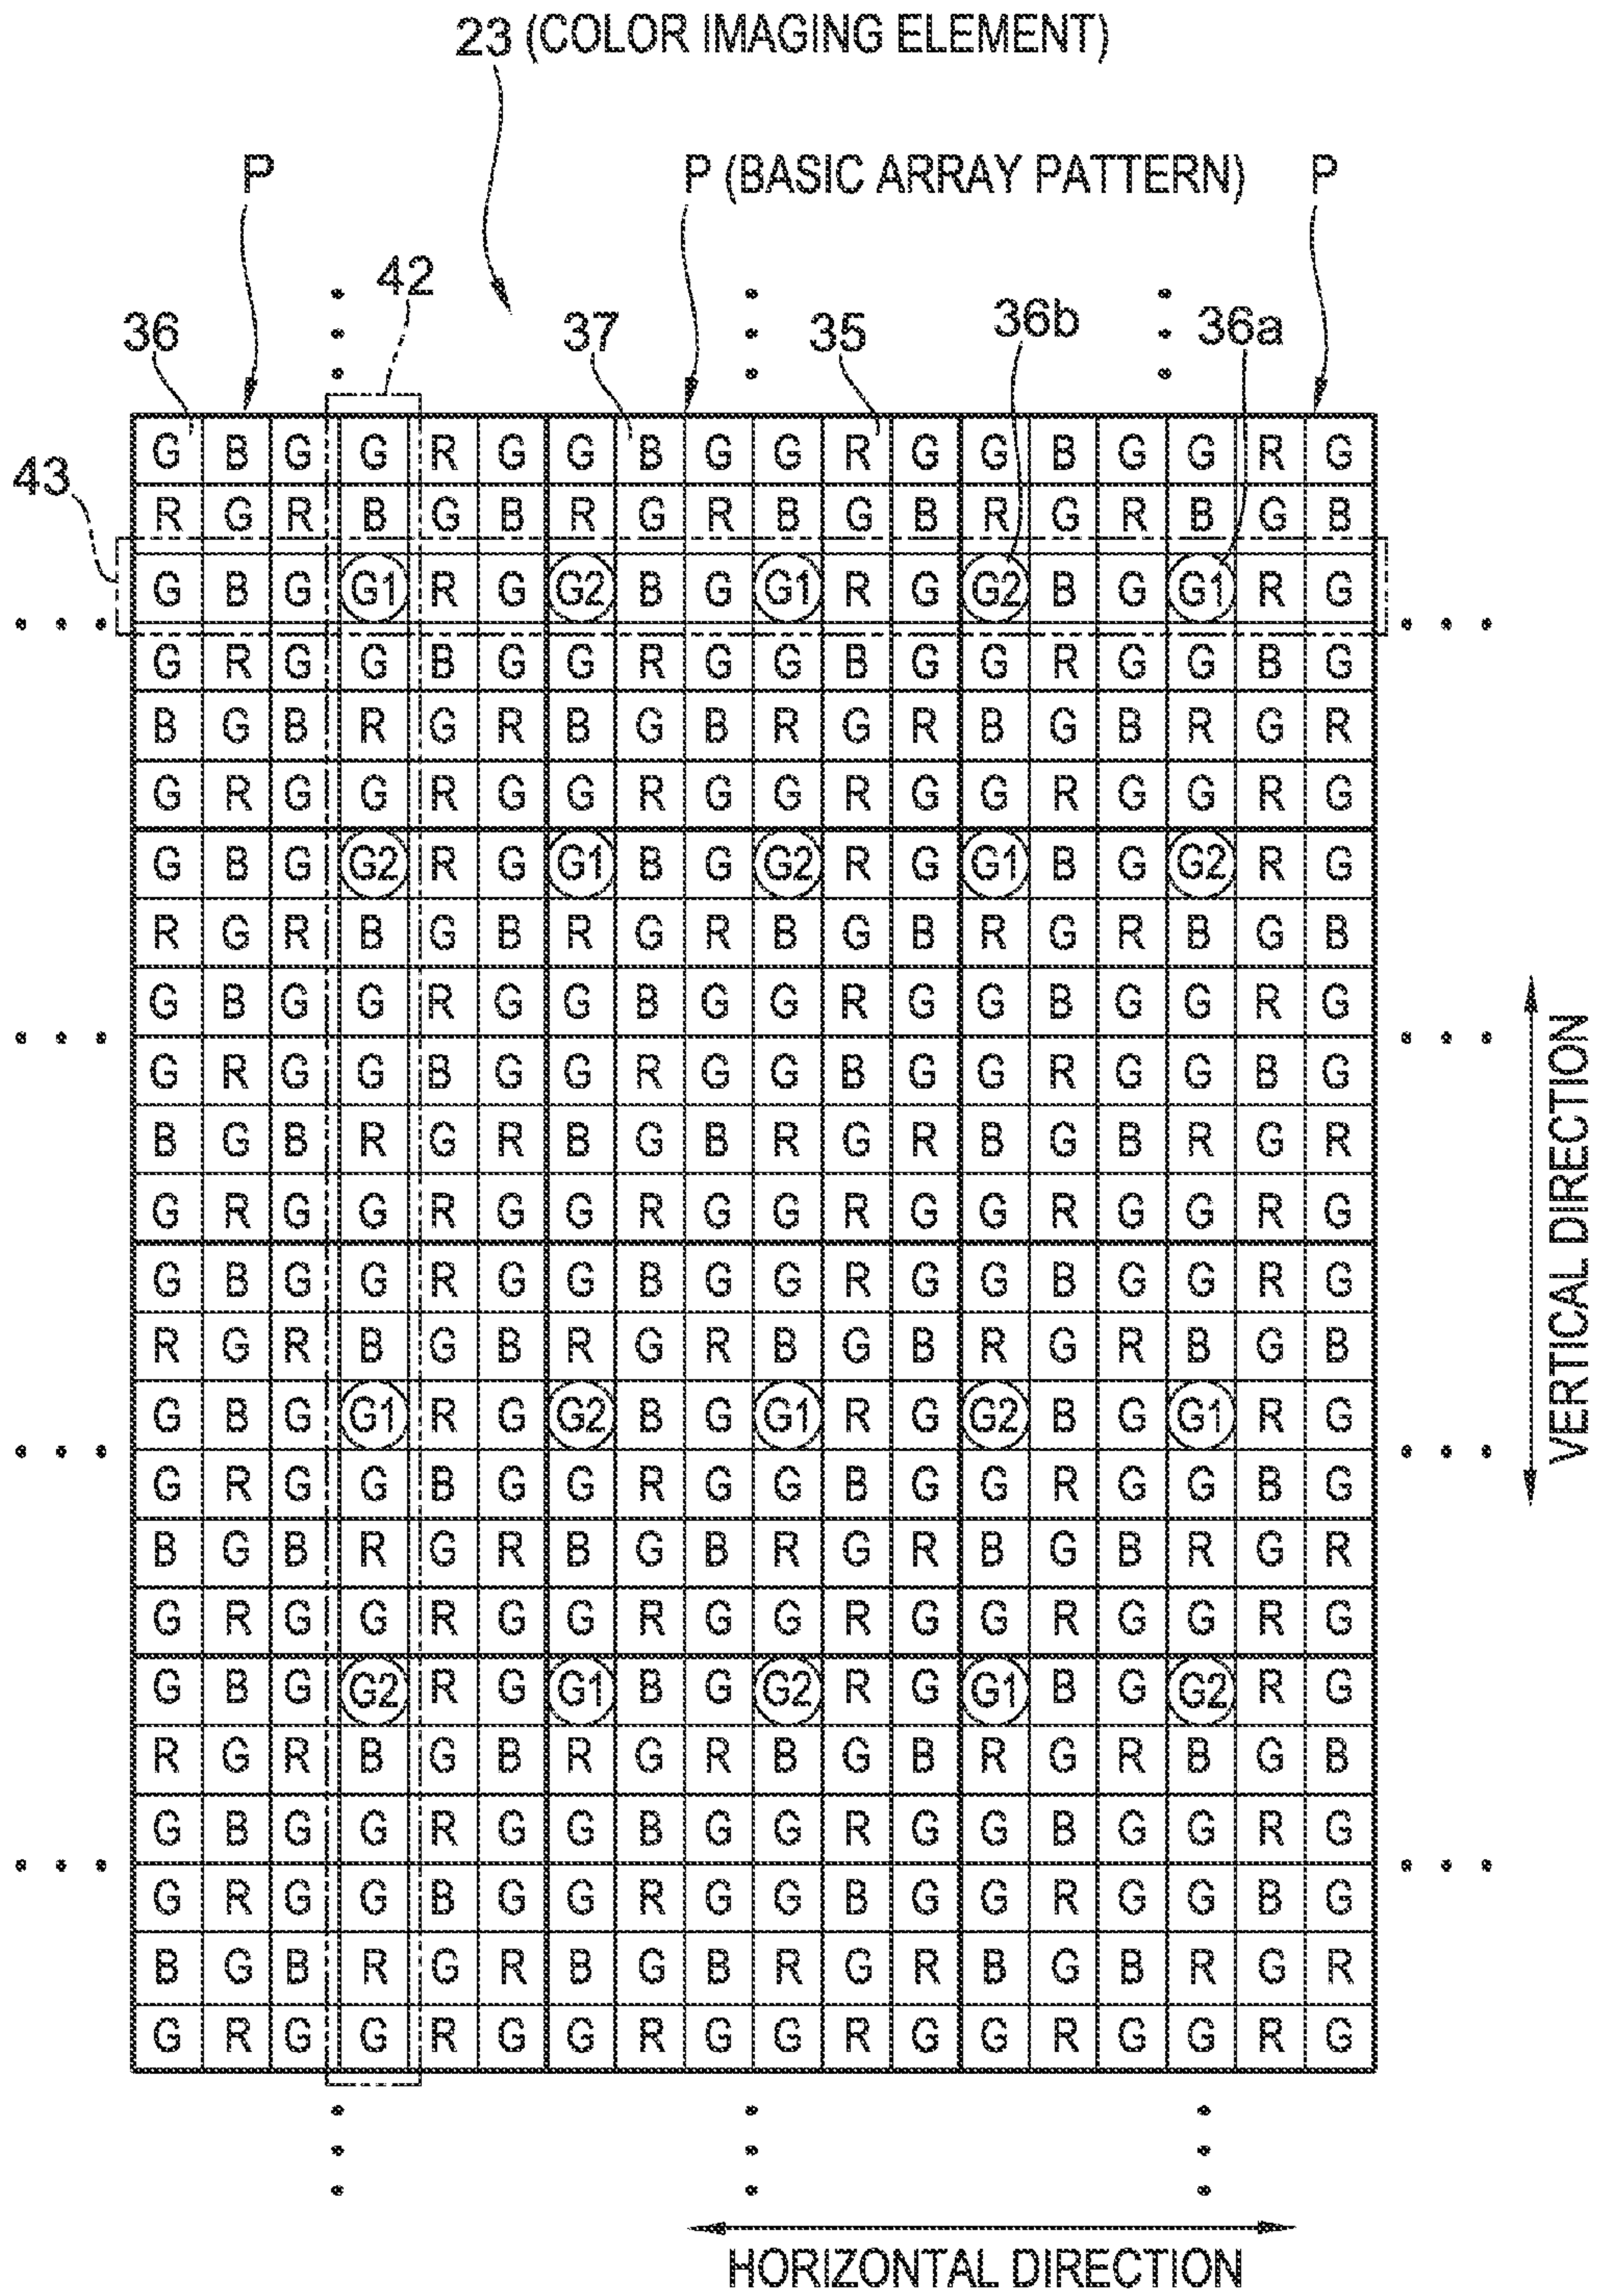 23 (COLOR IMAGING ELEMENT)
P P (BASIC ARRAY PATTERN) P
42
36 37 35 36b 36a
G B G G R G G B G G R G G B G G R G
43
R G R B G B R G R B G B R G R B G B
G B G G1 R G G2 B G G1 R G G2 B G G1 R G
G R G G B G G R G G B G G R G G B G
B G B R G R B G B R G R B G B R G R
G R G G R G G R G G R G G R G G R G
G B G G2 R G G1 B G G2 R G G1 B G G2 R G
R G R B G B R G R B G B R G R B G B
G B G G R G G B G G R G G B G G R G
G R G G B G G R G G B G G R G G B G
B G B R G R B G B R G R B G B R G R
G R G G R G G R G G R G G R G G R G
G B G G R G G B G G R G G B G G R G
R G R B G B R G R B G B R G R B G B
G B G G1 R G G2 B G G1 R G G2 B G G1 R G
G R G G B G G R G G B G G R G G B G
B G B R G R B G B R G R B G B R G R
G R G G R G G R G G R G G R G G R G
G B G G2 R G G1 B G G2 R G G1 B G G2 R G
R G R B G B R G R B G B R G R B G B
G B G G R G G B G G R G G B G G R G
G R G G B G G R G G B G G R G G B G
B G B R G R B G B R G R B G B R G R
G R G G R G G R G G R G G R G G R G
VERTICAL DIRECTION
HORIZONTAL DIRECTION